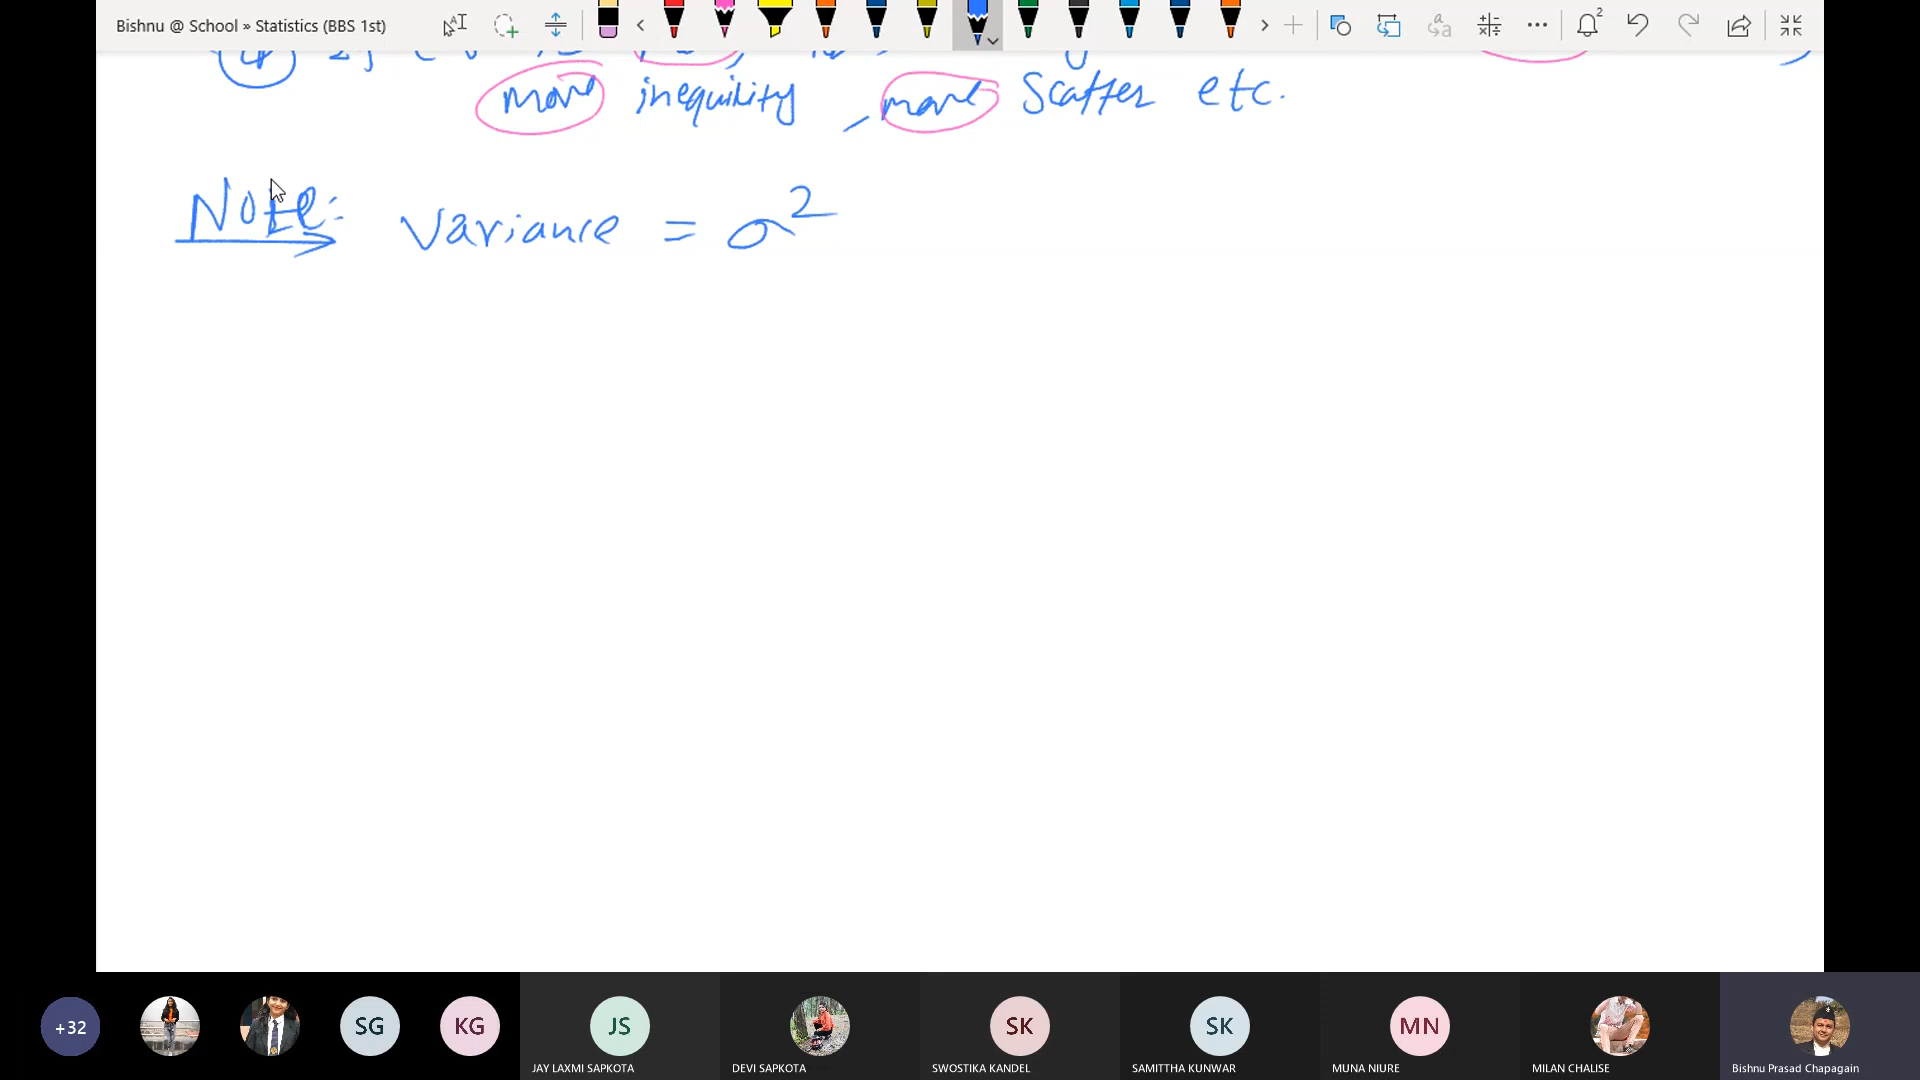 Bishnu @ School » Statistics (BBS 1st)
more inequility, more Scatter etc.
Note: Variance = σ²
+32
SG
KG
JS
SK
SK
MN
JAY LAXMI SAPKOTA
DEVI SAPKOTA
SWOSTIKA KANDEL
SAMITTHA KUNWAR
MUNA NIURE
MILAN CHALISE
Bishnu Prasad Chapagain